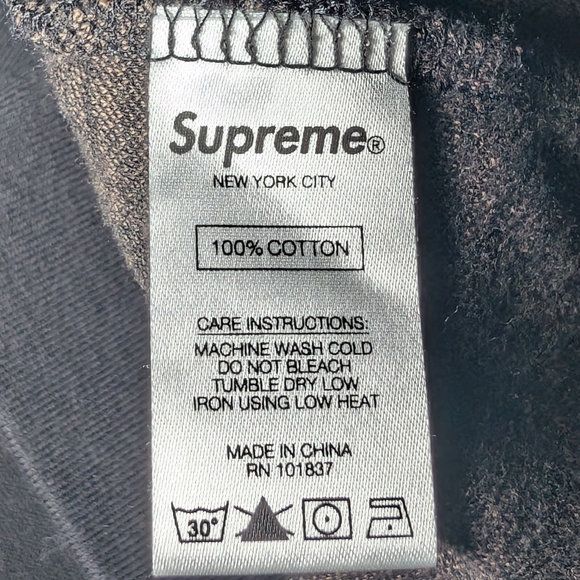 Supreme®
NEW YORK CITY
100% COTTON
CARE INSTRUCTIONS:
MACHINE WASH COLD
DO NOT BLEACH
TUMBLE DRY LOW
IRON USING LOW HEAT
MADE IN CHINA
RN 101837
30°